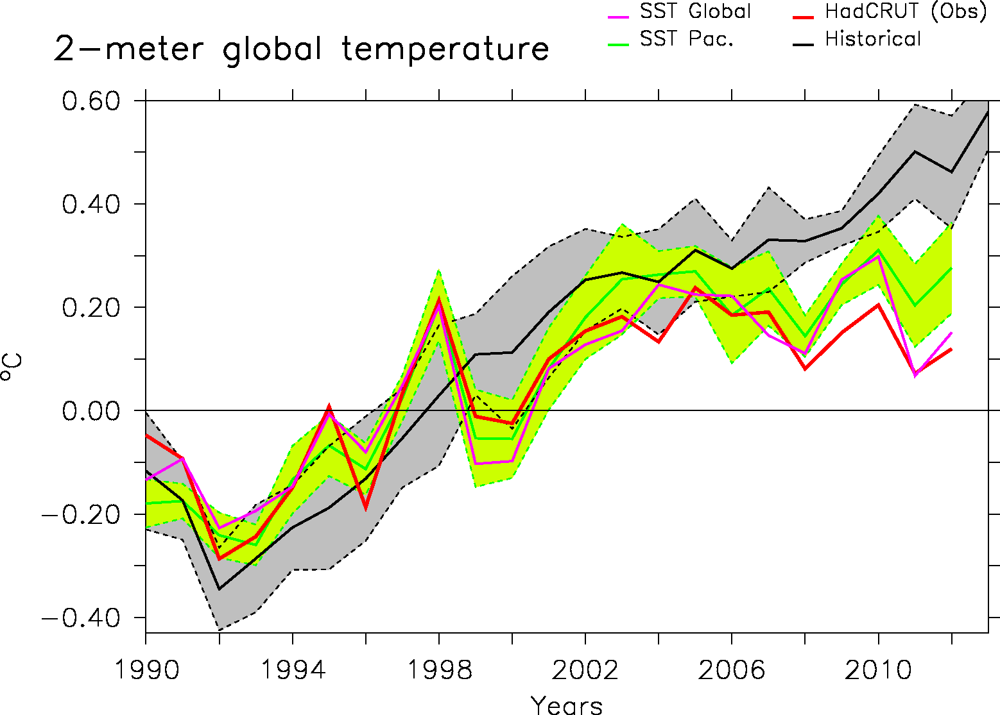 SST Global HadCRUT (Obs)
SST Pac. Historical
2-meter global temperature
0.60
0.40
0.20
0.00
-0.20
-0.40
°C
1990 1994 1998 2002 2006 2010
Years